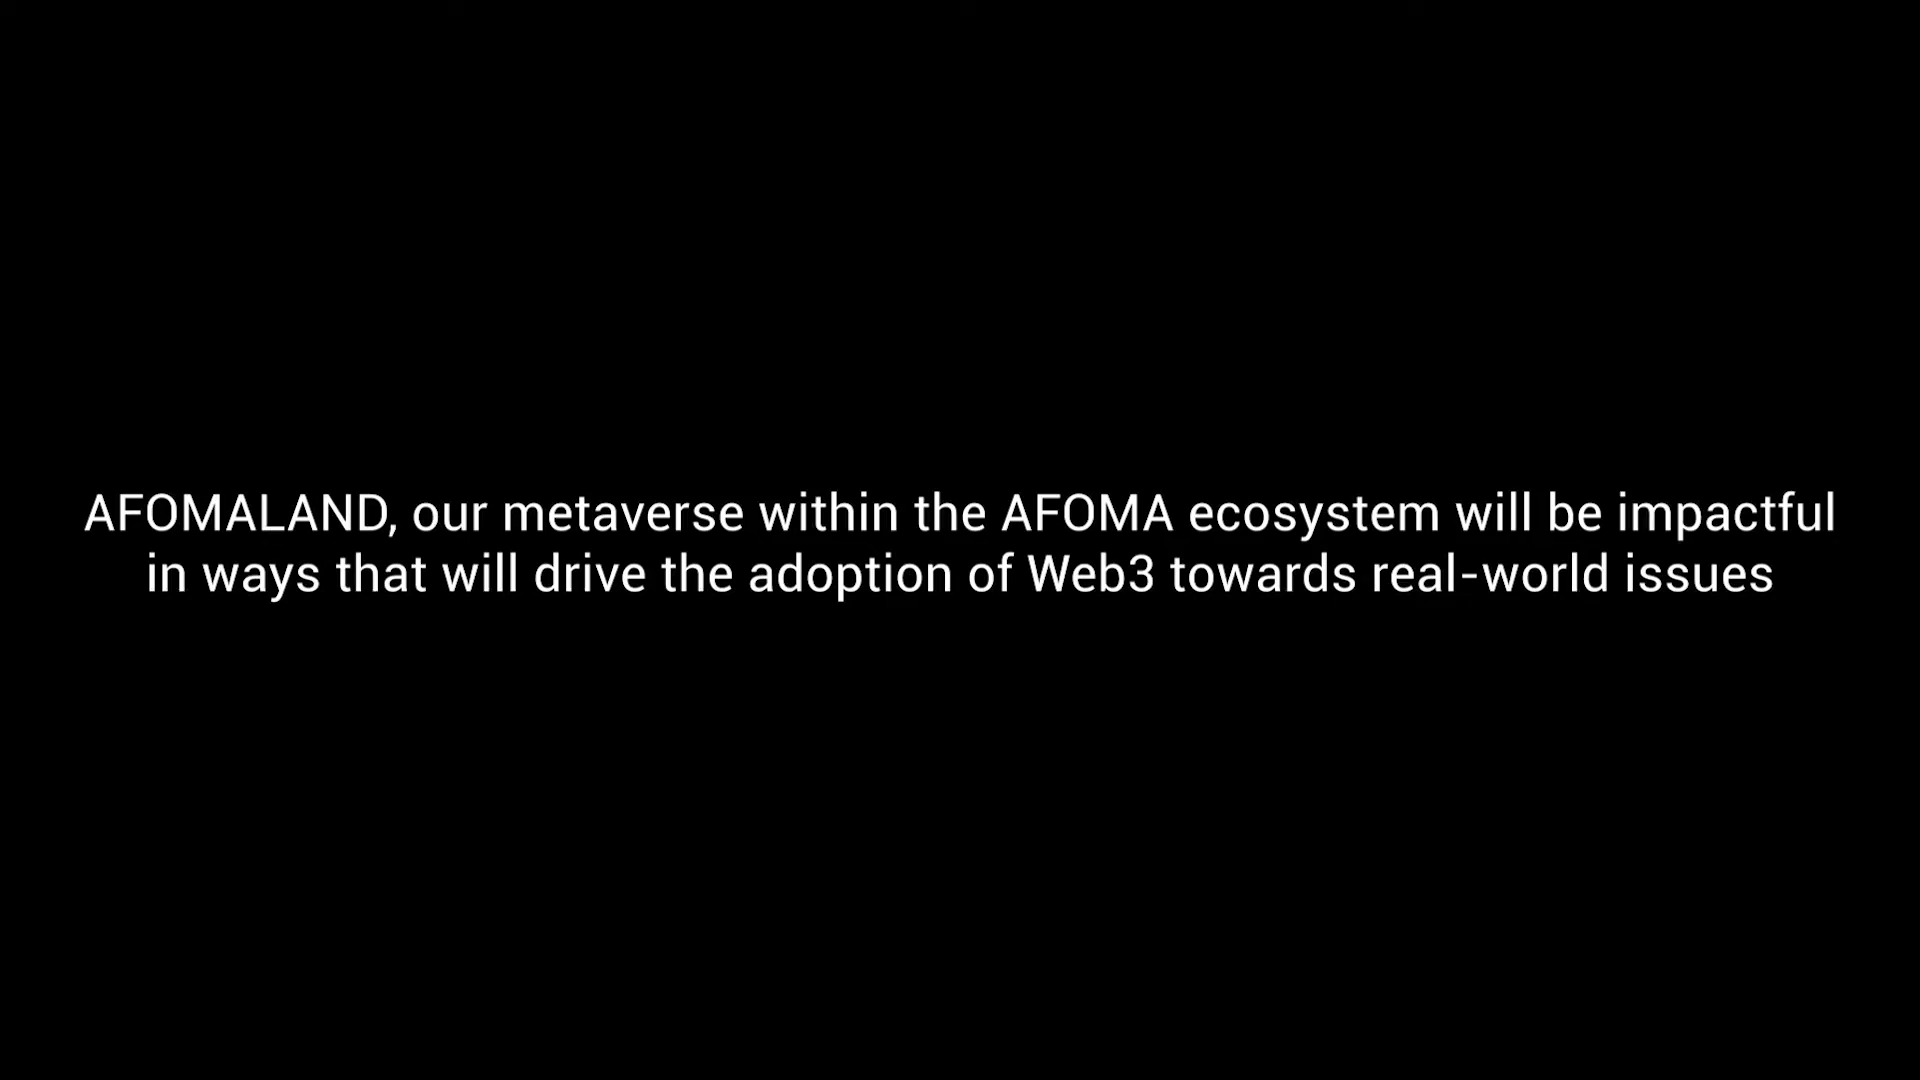 AFOMALAND, our metaverse within the AFOMA ecosystem will be impactful
in ways that will drive the adoption of Web3 towards real-world issues